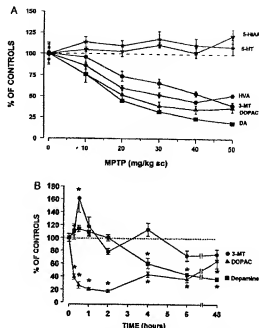 A
% OF CONTROLS
150
125
100
75
50
25
0
5-HIAA
5-HT
HVA
3-MT
DOPAC
DA
0 10 20 30 40 50
MPTP (mg/kg sc)
B
% OF CONTROLS
180
160
140
120
100
80
60
40
20
0
* * * * * * * * *
3-MT
DOPAC
Dopamine
0 1 2 4 6 48
TIME (hours)